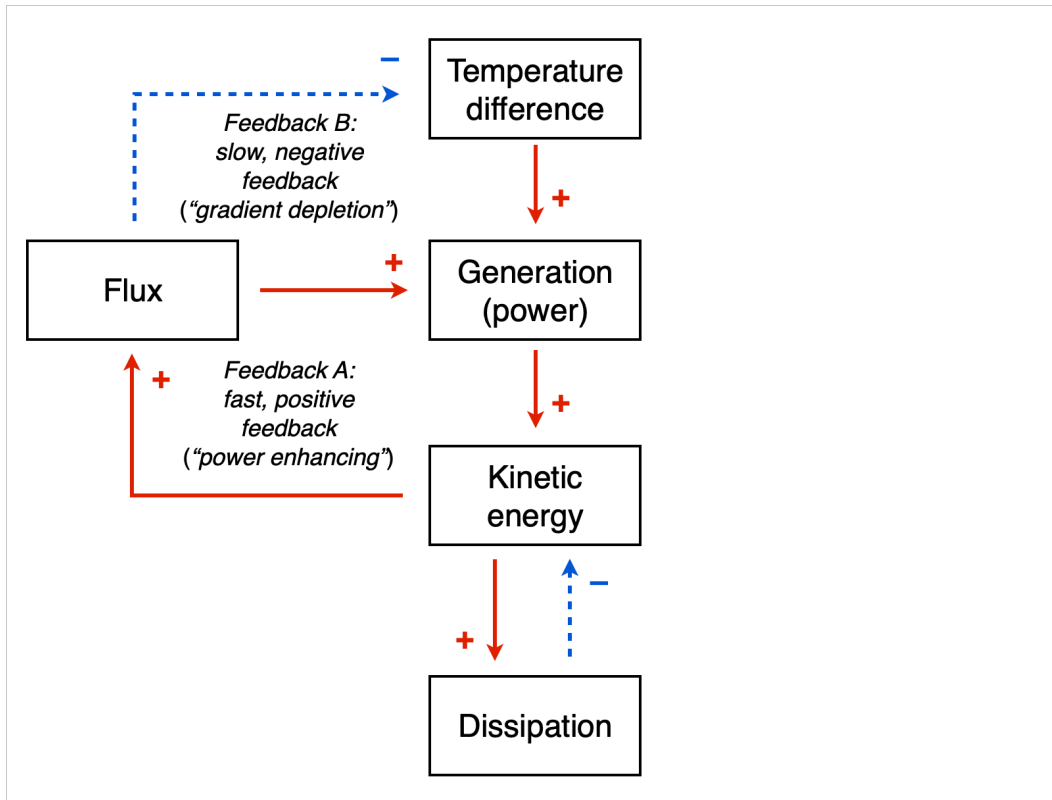 –
Temperature
difference
Feedback B:
slow, negative
feedback
(“gradient depletion”)
+
Flux
+
Generation
(power)
Feedback A:
fast, positive
feedback
(“power enhancing”)
+
+
Kinetic
energy
–
+
Dissipation